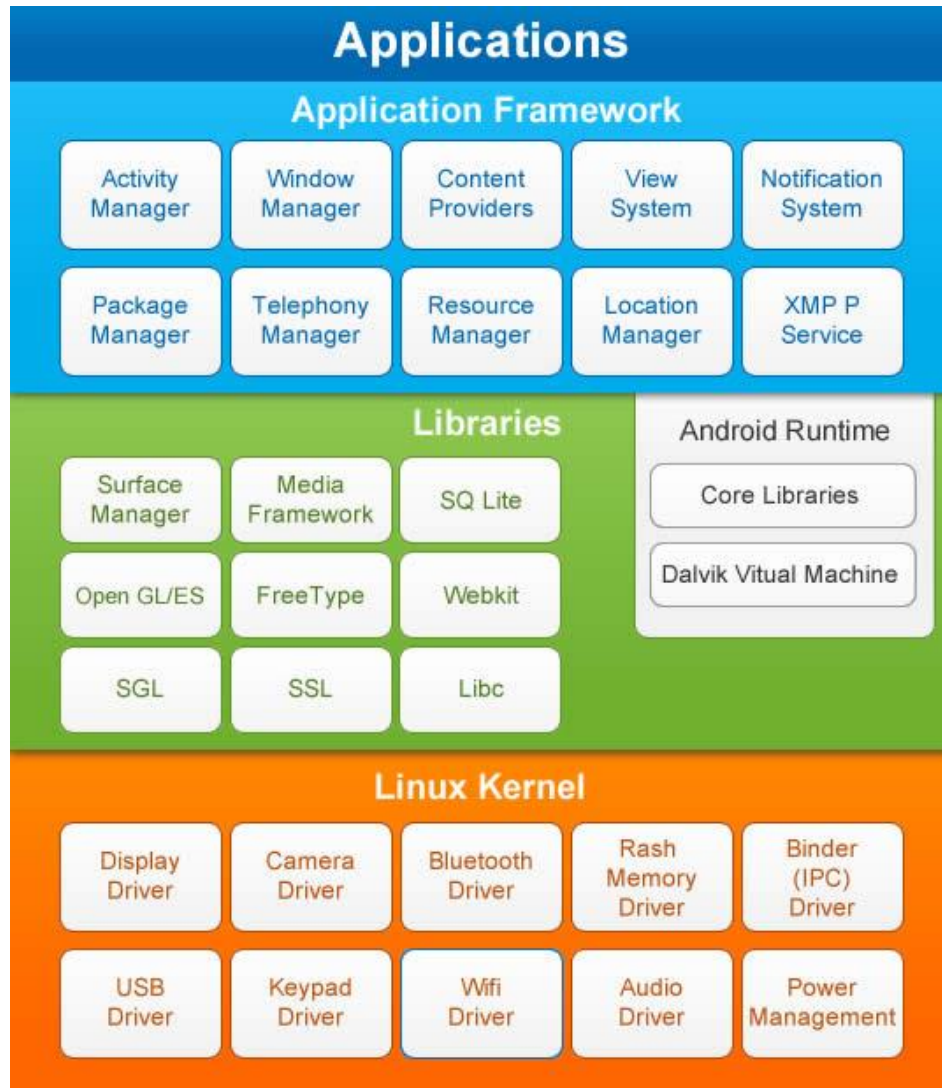 Applications
Application Framework
Activity
Manager
Window
Manager
Content
Providers
View
System
Notification
System
Package
Manager
Telephony
Manager
Resource
Manager
Location
Manager
XMP P
Service
Libraries
Surface
Manager
Media
Framework
SQ Lite
Open GL/ES
FreeType
Webkit
SGL
SSL
Libc
Android Runtime
Core Libraries
Dalvik Vitual Machine
Linux Kernel
Display
Driver
Camera
Driver
Bluetooth
Driver
Rash
Memory
Driver
Binder
(IPC)
Driver
USB
Driver
Keypad
Driver
Wifi
Driver
Audio
Driver
Power
Management